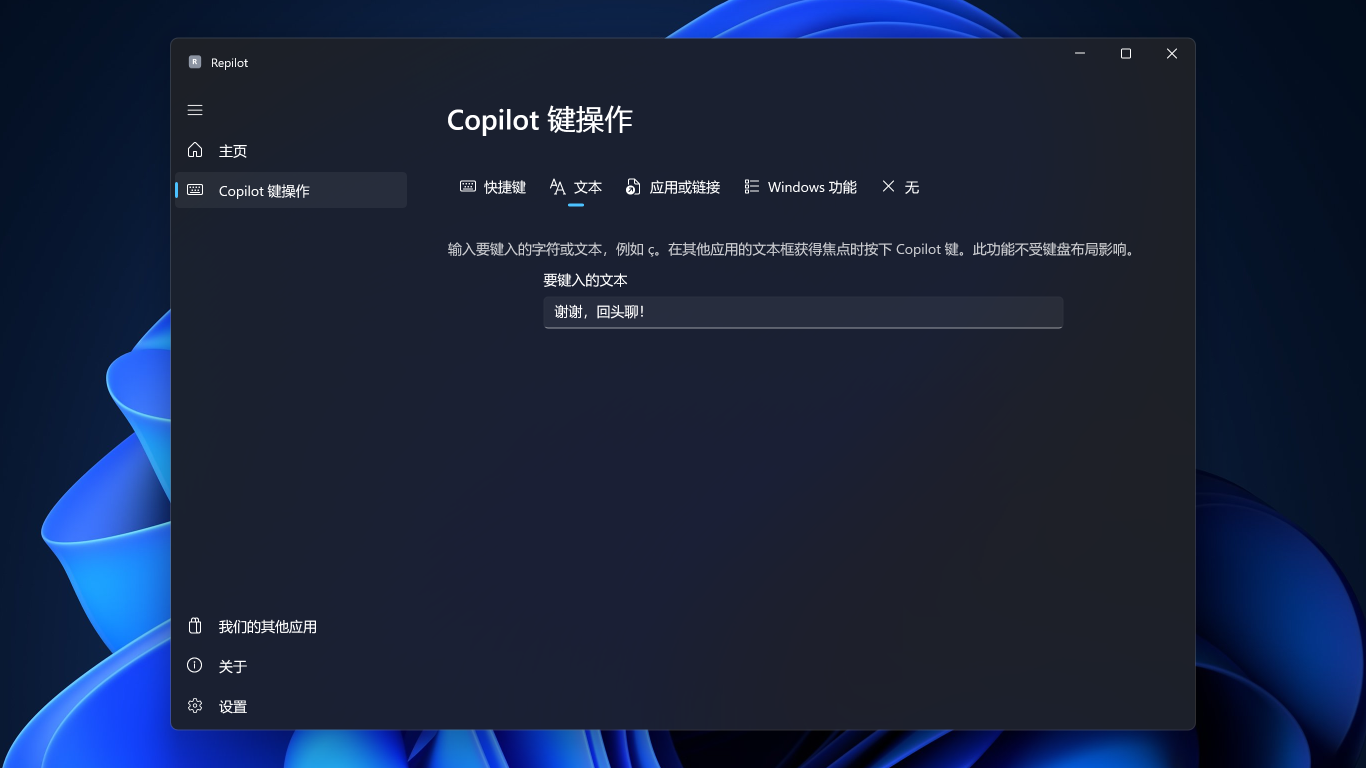 R
Repilot
主页
Copilot 键操作
Copilot 键操作
快捷键
文本
应用或链接
Windows 功能
无
输入要键入的字符或文本，例如 ç。在其他应用的文本框获得焦点时按下 Copilot 键。此功能不受键盘布局影响。
要键入的文本
谢谢，回头聊！
我们的其他应用
关于
设置